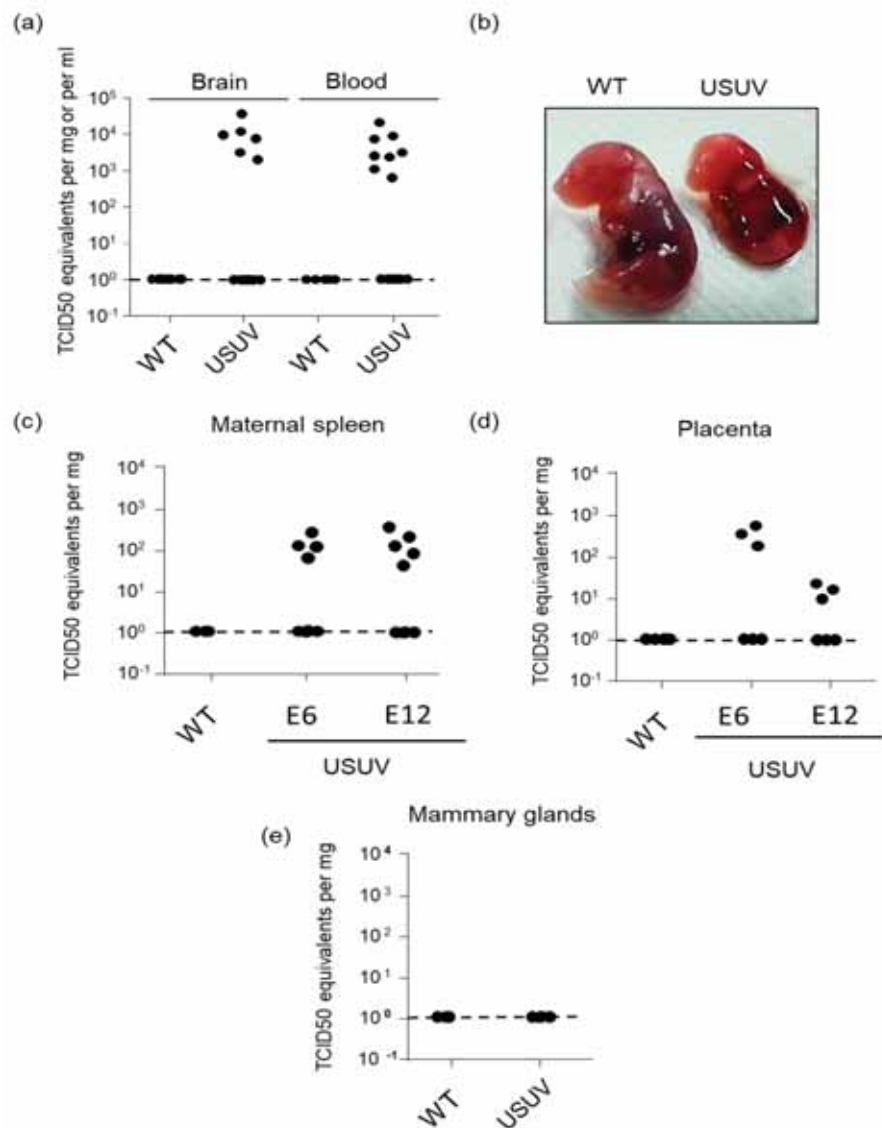 (a)
Brain Blood
TCID50 equivalents per mg or per ml
10⁵
10⁴
10³
10²
10¹
10⁰
10⁻¹
WT USUV WT USUV
(b)
WT USUV
(c)
Maternal spleen
TCID50 equivalents per mg
10⁴
10³
10²
10¹
10⁰
10⁻¹
WT E6 E12
USUV
(d)
Placenta
TCID50 equivalents per mg
10⁴
10³
10²
10¹
10⁰
10⁻¹
WT E6 E12
USUV
(e)
Mammary glands
TCID50 equivalents per mg
10⁴
10³
10²
10¹
10⁰
10⁻¹
WT USUV